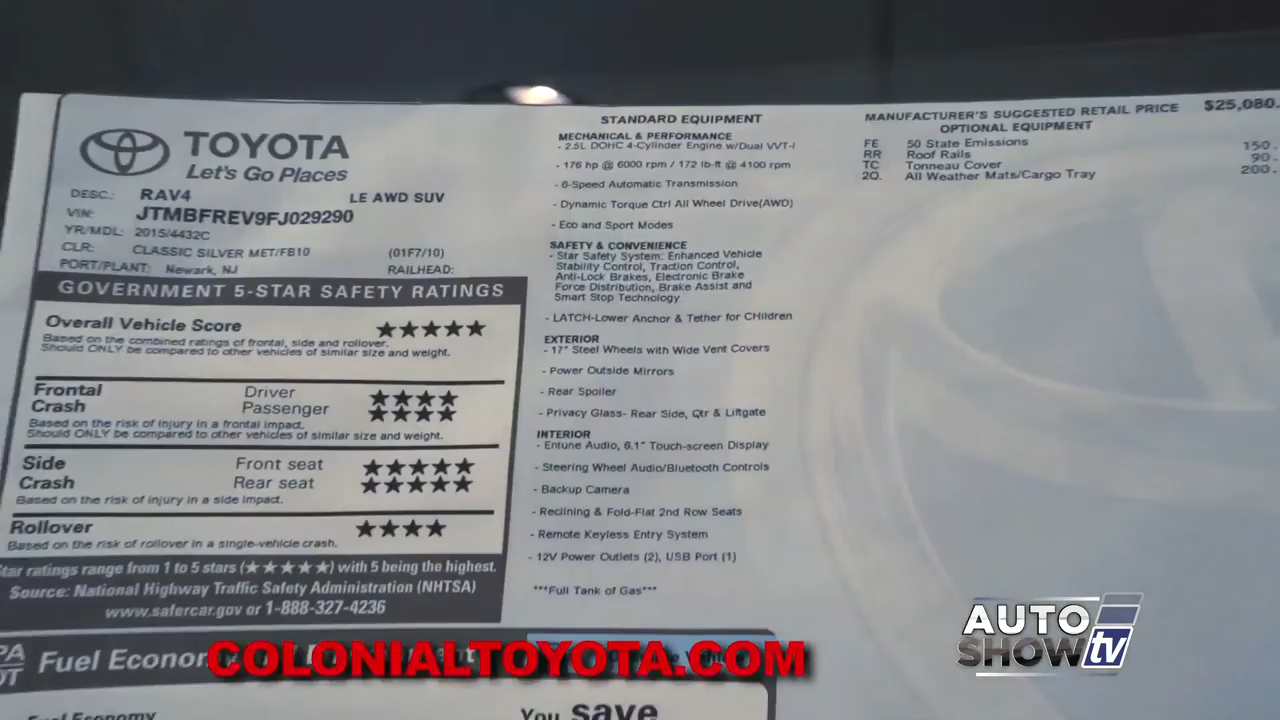 TOYOTA
Let's Go Places
DESC.: RAV4 LE AWD SUV
VIN: JTMBFREV9FJ029290
YR/MDL: 2015/4432C
CLR: CLASSIC SILVER MET/FB10 (01F7/10)
PORT/PLANT: Newark, NJ RAILHEAD:
GOVERNMENT 5-STAR SAFETY RATINGS
Overall Vehicle Score ★★★★★
Based on the combined ratings of frontal, side and rollover.
Should ONLY be compared to other vehicles of similar size and weight.
Frontal Driver ★★★★
Crash Passenger ★★★★
Based on the risk of injury in a frontal impact.
Should ONLY be compared to other vehicles of similar size and weight.
Side Front seat ★★★★★
Crash Rear seat ★★★★★
Based on the risk of injury in a side impact.
Rollover ★★★★
Based on the risk of rollover in a single-vehicle crash.
Star ratings range from 1 to 5 stars (★★★★★) with 5 being the highest.
Source: National Highway Traffic Safety Administration (NHTSA)
www.safercar.gov or 1-888-327-4236
Fuel Economy
Fuel Economy
You save
STANDARD EQUIPMENT
MECHANICAL & PERFORMANCE
- 2.5L DOHC 4-Cylinder Engine w/Dual VVT-i
- 176 hp @ 6000 rpm / 172 lb-ft @ 4100 rpm
- 6-Speed Automatic Transmission
- Dynamic Torque Ctrl All Wheel Drive(AWD)
- Eco and Sport Modes
SAFETY & CONVENIENCE
- Star Safety System: Enhanced Vehicle
Stability Control, Traction Control,
Anti-Lock Brakes, Electronic Brake
Force Distribution, Brake Assist and
Smart Stop Technology
- LATCH-Lower Anchor & Tether for CHildren
EXTERIOR
- 17" Steel Wheels with Wide Vent Covers
- Power Outside Mirrors
- Rear Spoiler
- Privacy Glass- Rear Side, Qtr & Liftgate
INTERIOR
- Entune Audio, 6.1" Touch-screen Display
- Steering Wheel Audio/Bluetooth Controls
- Backup Camera
- Reclining & Fold-Flat 2nd Row Seats
- Remote Keyless Entry System
- 12V Power Outlets (2), USB Port (1)
***Full Tank of Gas***
MANUFACTURER'S SUGGESTED RETAIL PRICE $25,080.
OPTIONAL EQUIPMENT
FE 50 State Emissions
RR Roof Rails 150.
TC Tonneau Cover 90.
2Q. All Weather Mats/Cargo Tray 200.
COLONIALTOYOTA.COM
AUTO
SHOW tv